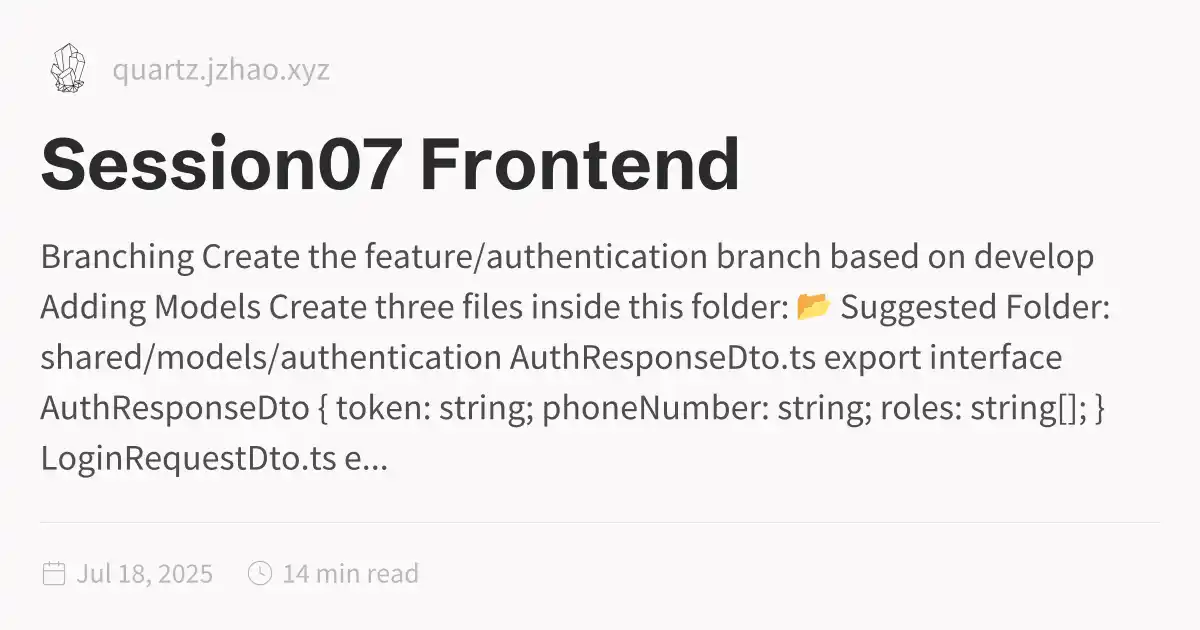 quartz.jzhao.xyz
Session07 Frontend
Branching Create the feature/authentication branch based on develop
Adding Models Create three files inside this folder: 📂 Suggested Folder:
shared/models/authentication AuthResponseDto.ts export interface
AuthResponseDto { token: string; phoneNumber: string; roles: string[]; }
LoginRequestDto.ts e...
Jul 18, 2025 14 min read